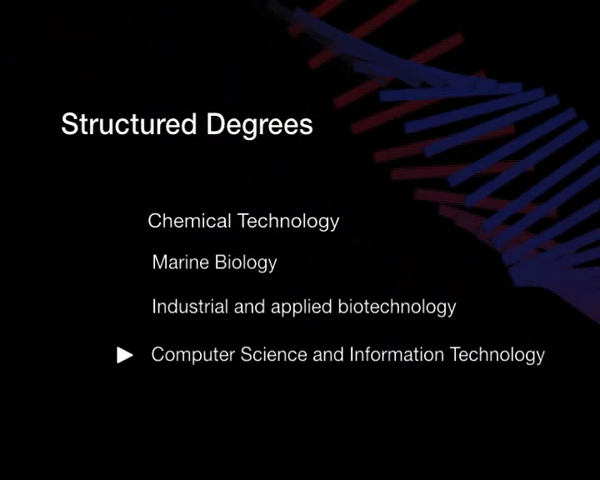 Structured Degrees
Chemical Technology
Marine Biology
Industrial and applied biotechnology
Computer Science and Information Technology